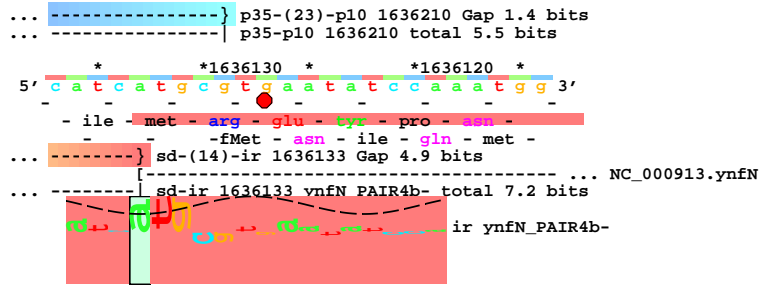 ... -----------------} p35-(23)-p10 1636210 Gap 1.4 bits
... -----------------| p35-p10 1636210 total 5.5 bits
* *1636130 * *1636120 *
5' c a t c a t g c g t g a a t a t c c a a a t g g 3'
- - - - - - - -
- ile - met - arg - glu - tyr - pro - asn -
- - -fMet - asn - ile - gln - met -
... --------} sd-(14)-ir 1636133 Gap 4.9 bits
[--------------------------------------- ... NC_000913.ynfN
... --------| sd-ir 1636133 ynfN_PAIR4b- total 7.2 bits
ir ynfN_PAIR4b-